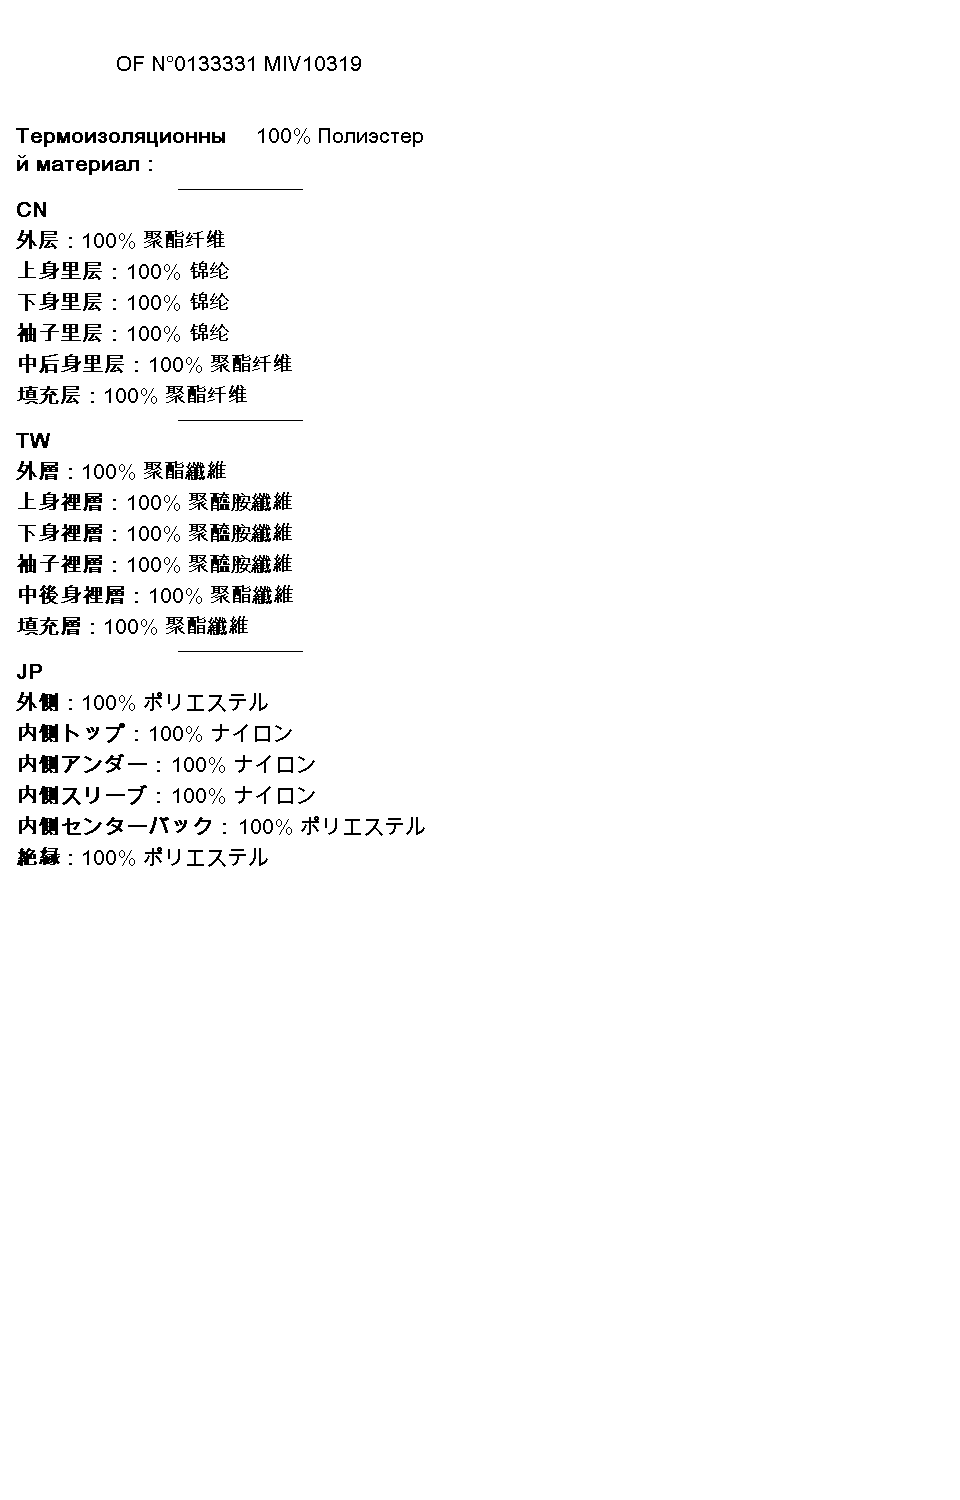 OF N°0133331 MIV10319
Термоизоляционны 100% Полиэстер
й материал :
CN
外层 : 100% 聚酯纤维
上身里层 : 100% 锦纶
下身里层 : 100% 锦纶
袖子里层 : 100% 锦纶
中后身里层 : 100% 聚酯纤维
填充层 : 100% 聚酯纤维
TW
外層 : 100% 聚酯纖維
上身裡層 : 100% 聚醯胺纖維
下身裡層 : 100% 聚醯胺纖維
袖子裡層 : 100% 聚醯胺纖維
中後身裡層 : 100% 聚酯纖維
填充層 : 100% 聚酯纖維
JP
外側 : 100% ポリエステル
内側トップ : 100% ナイロン
内側アンダー : 100% ナイロン
内側スリーブ : 100% ナイロン
内側センターバック : 100% ポリエステル
絶縁 : 100% ポリエステル